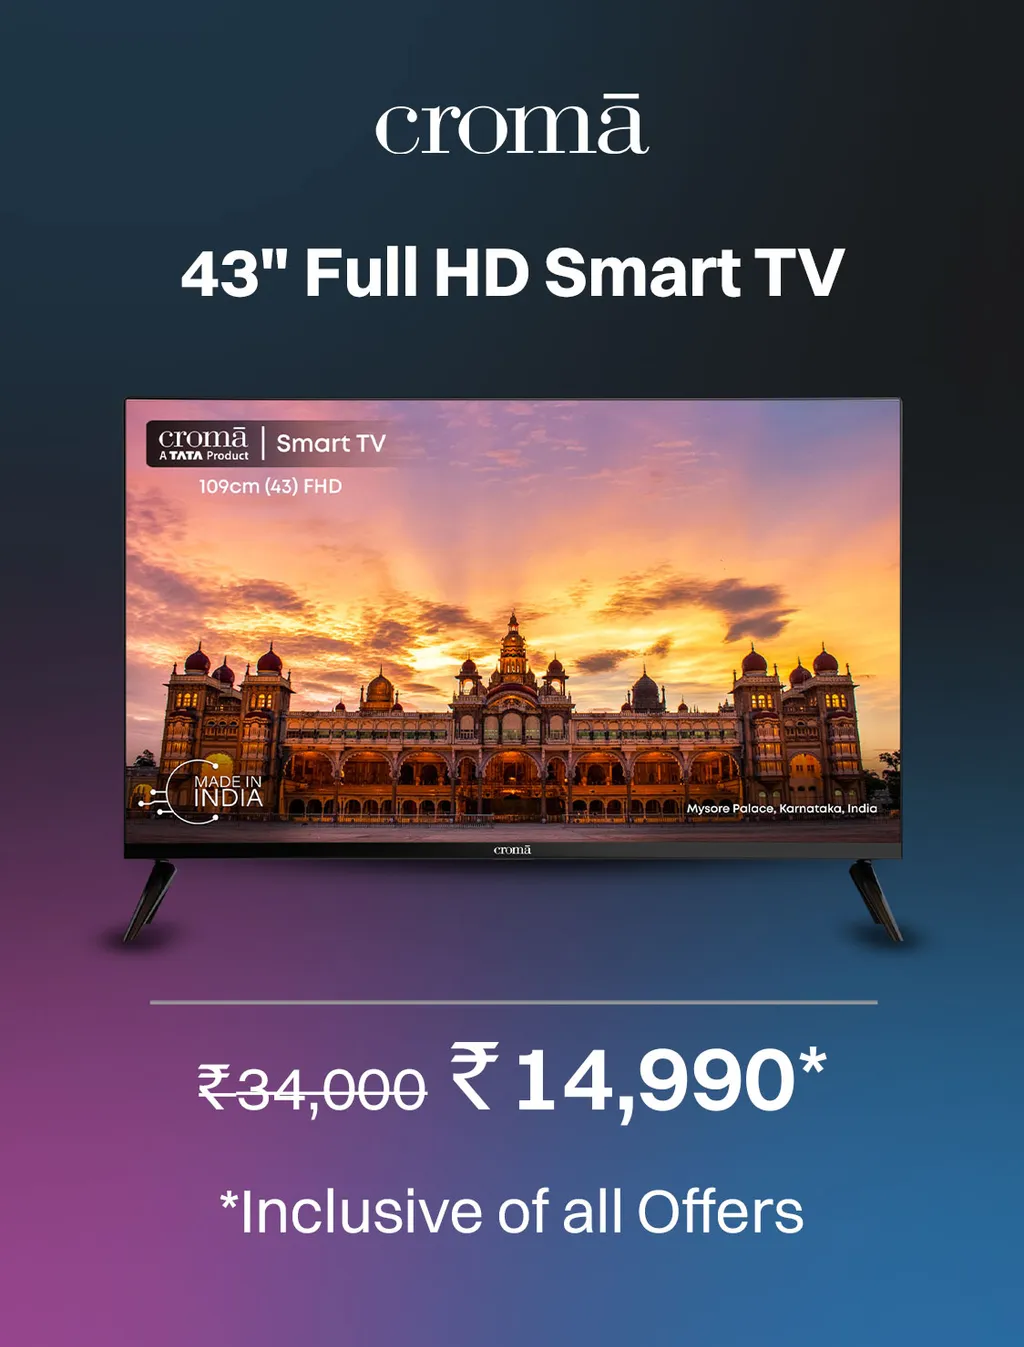 cromā
43" Full HD Smart TV
cromā
A TATA Product
Smart TV
109cm (43) FHD
MADE IN
INDIA
Mysore Palace, Karnataka, India
cromā
₹34,000 ₹14,990*
*Inclusive of all Offers